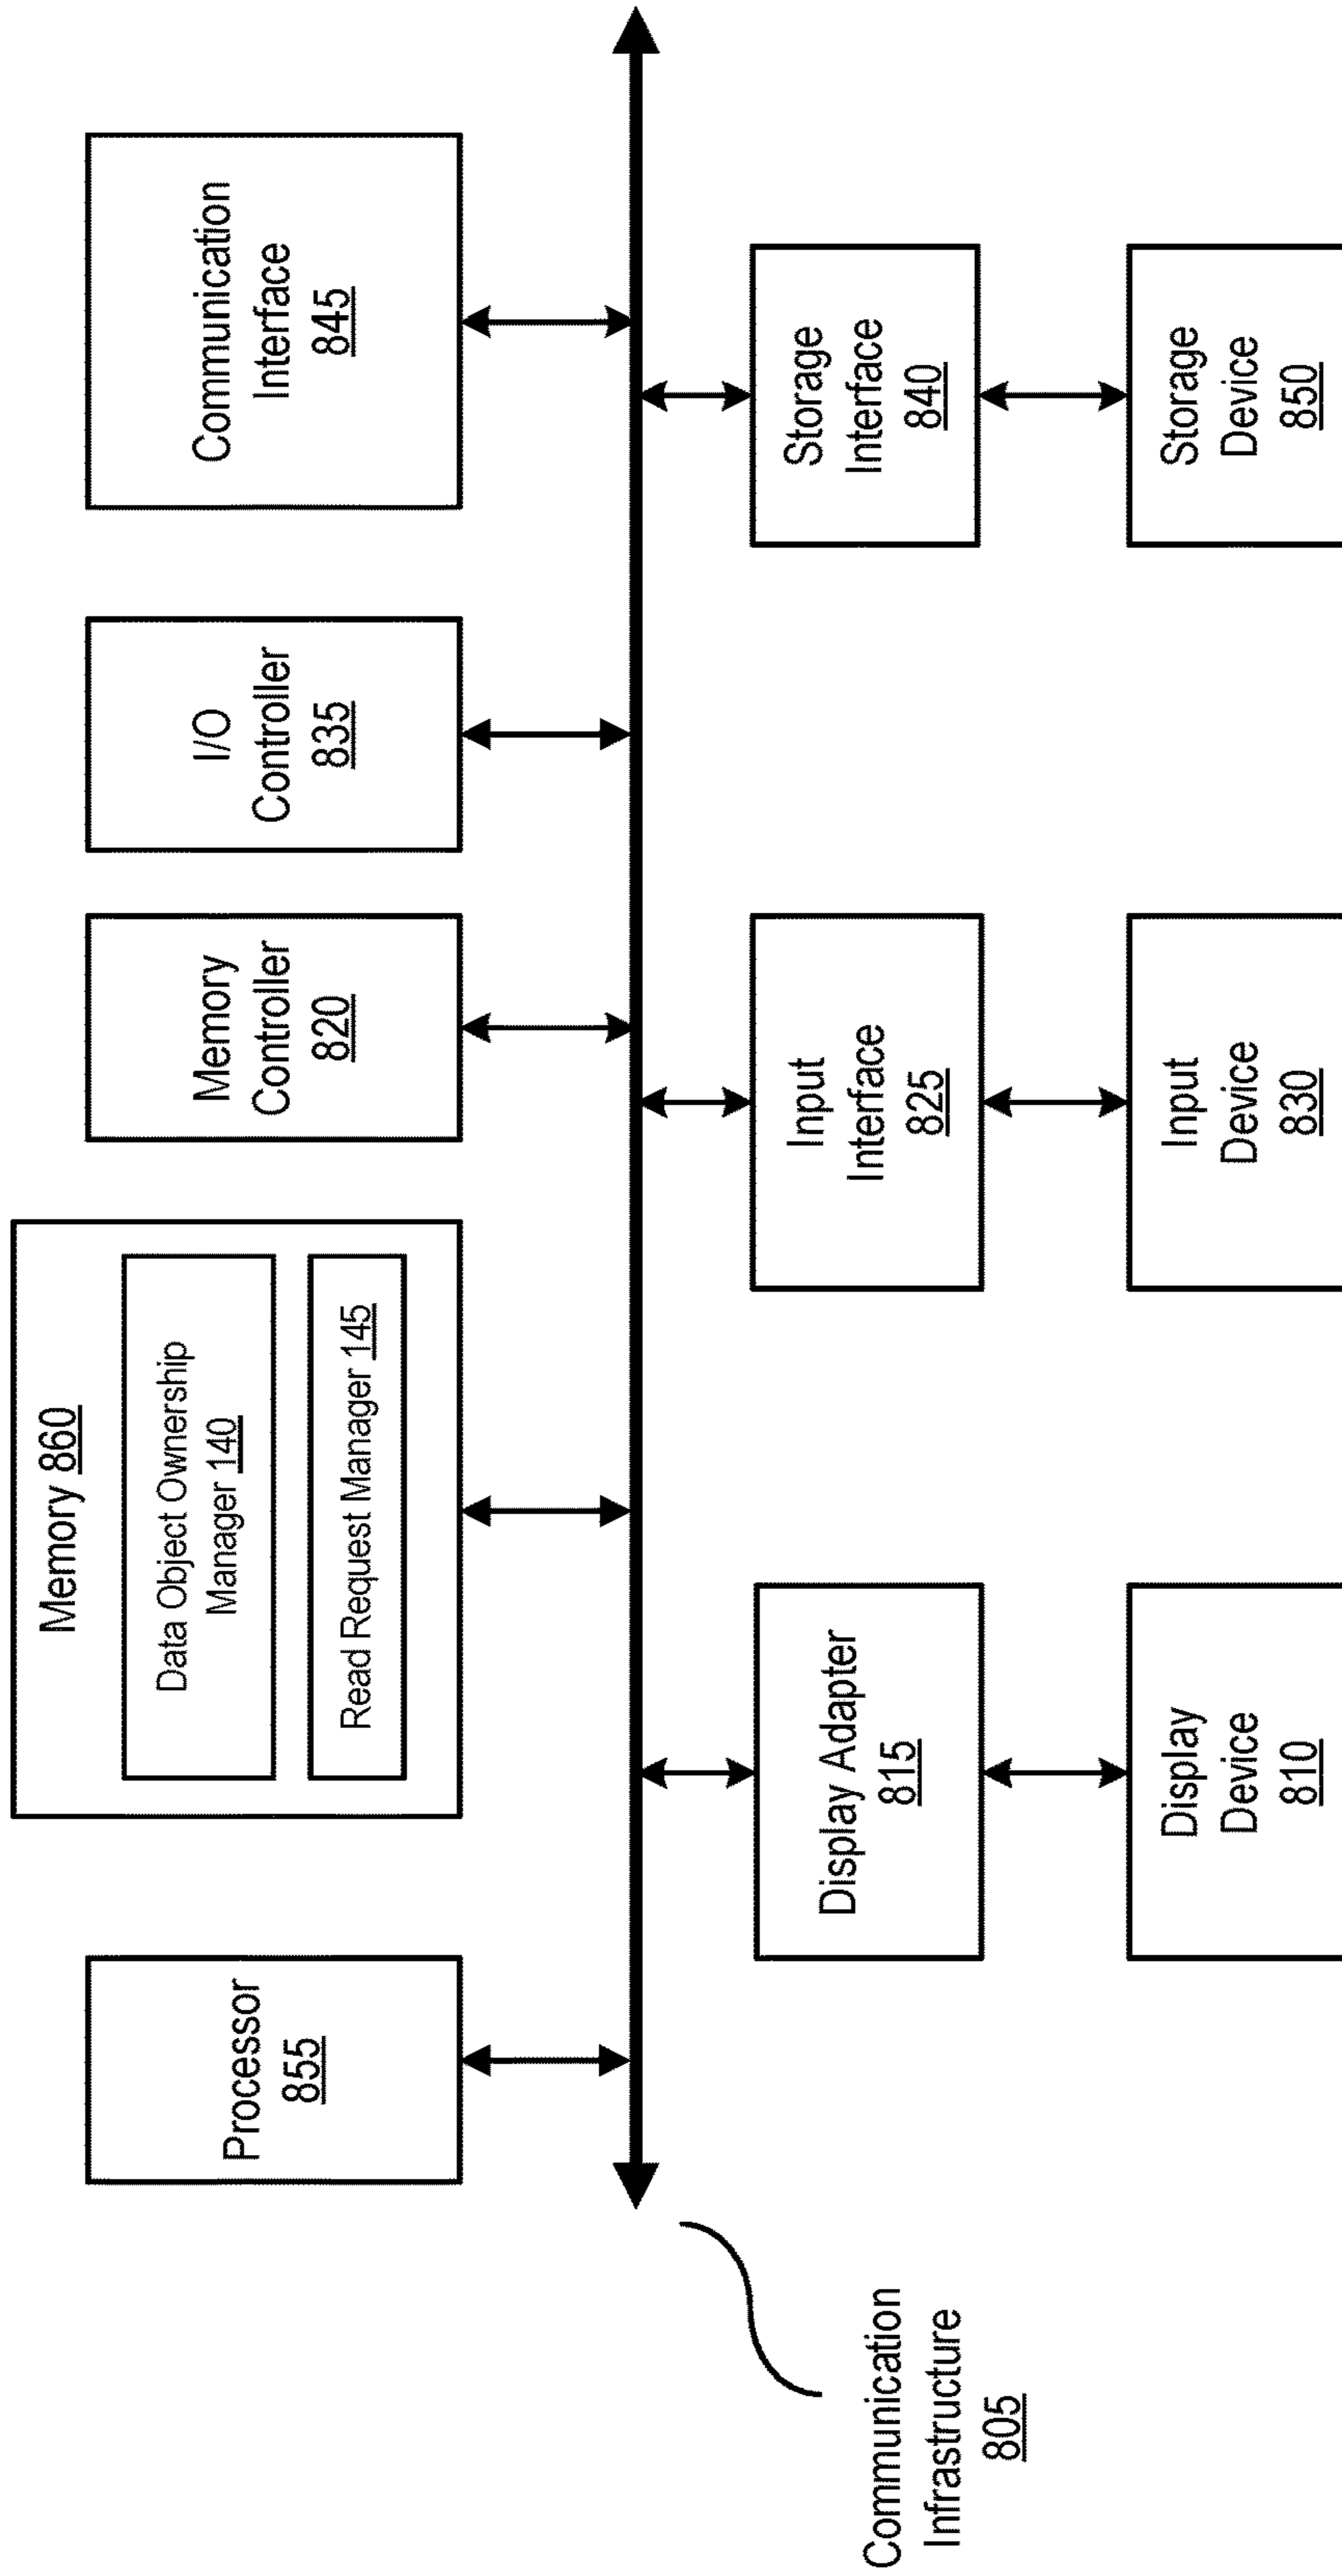 Processor
855
Memory 860
Data Object Ownership
Manager 140
Read Request Manager 145
Memory
Controller
820
I/O
Controller
835
Communication
Interface
845
Communication
Infrastructure
805
Display Adapter
815
Input
Interface
825
Storage
Interface
840
Display
Device
810
Input
Device
830
Storage
Device
850